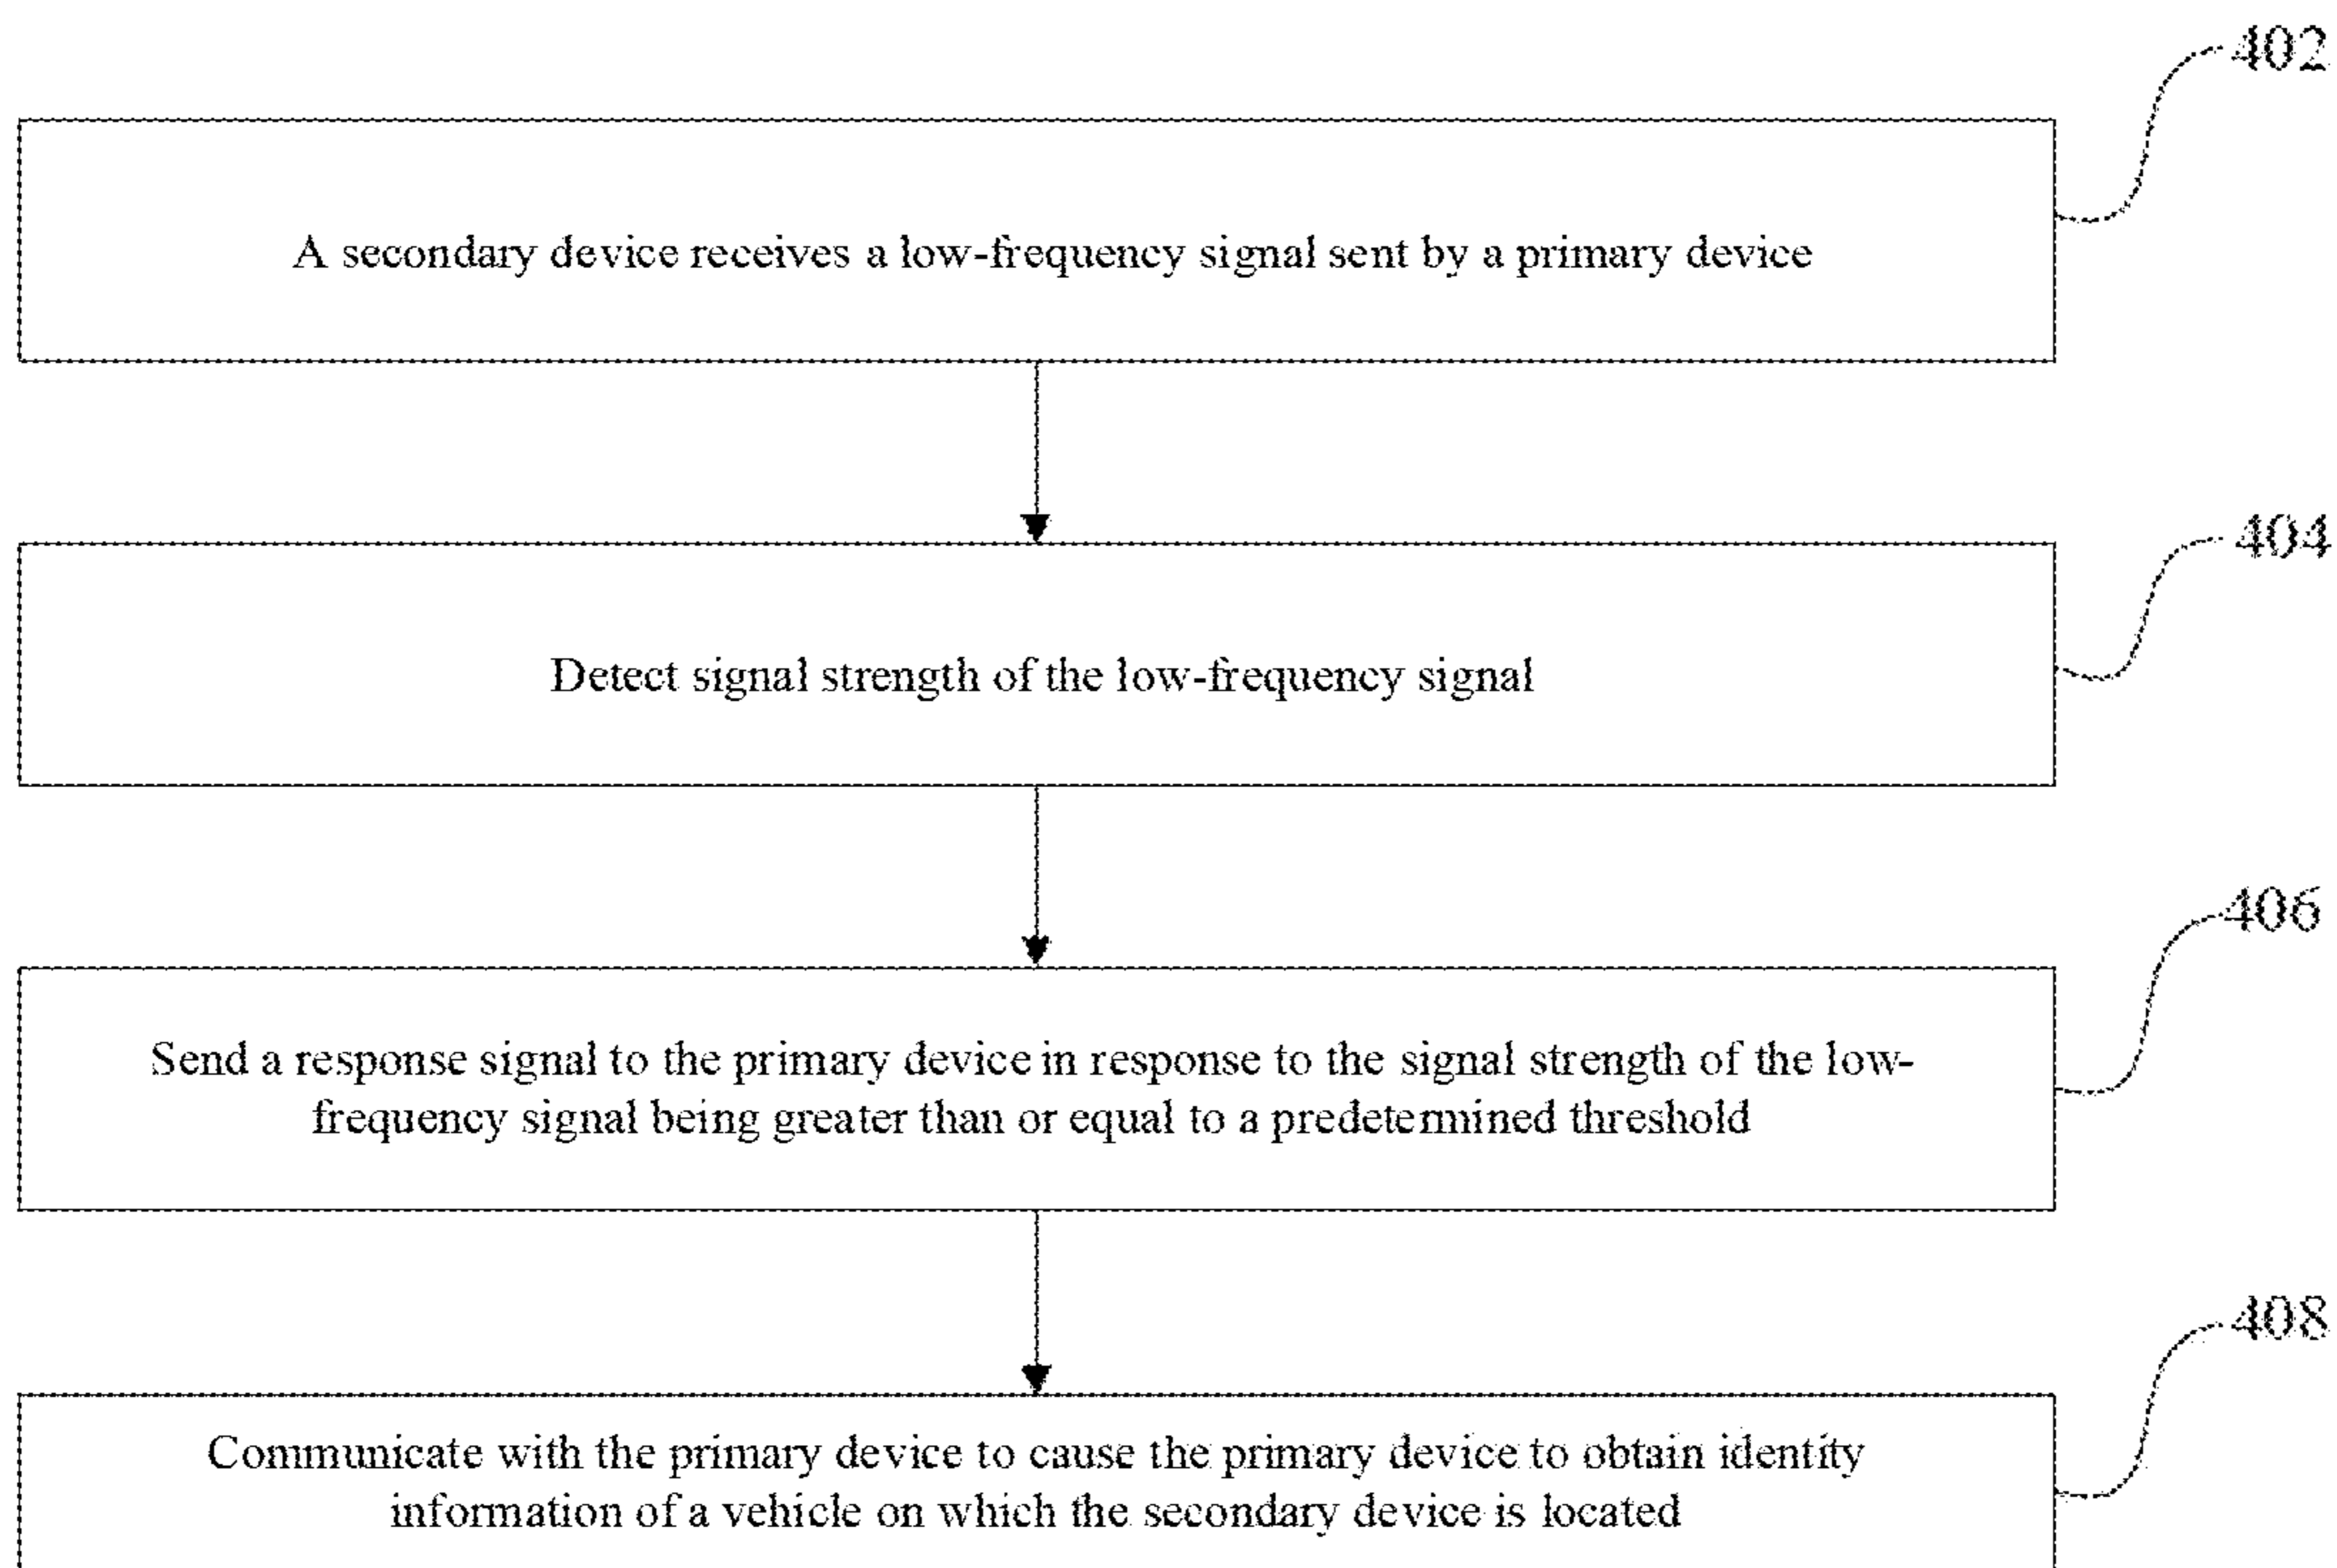 402
A secondary device receives a low-frequency signal sent by a primary device
404
Detect signal strength of the low-frequency signal
406
Send a response signal to the primary device in response to the signal strength of the low-
frequency signal being greater than or equal to a predetermined threshold
408
Communicate with the primary device to cause the primary device to obtain identity
information of a vehicle on which the secondary device is located